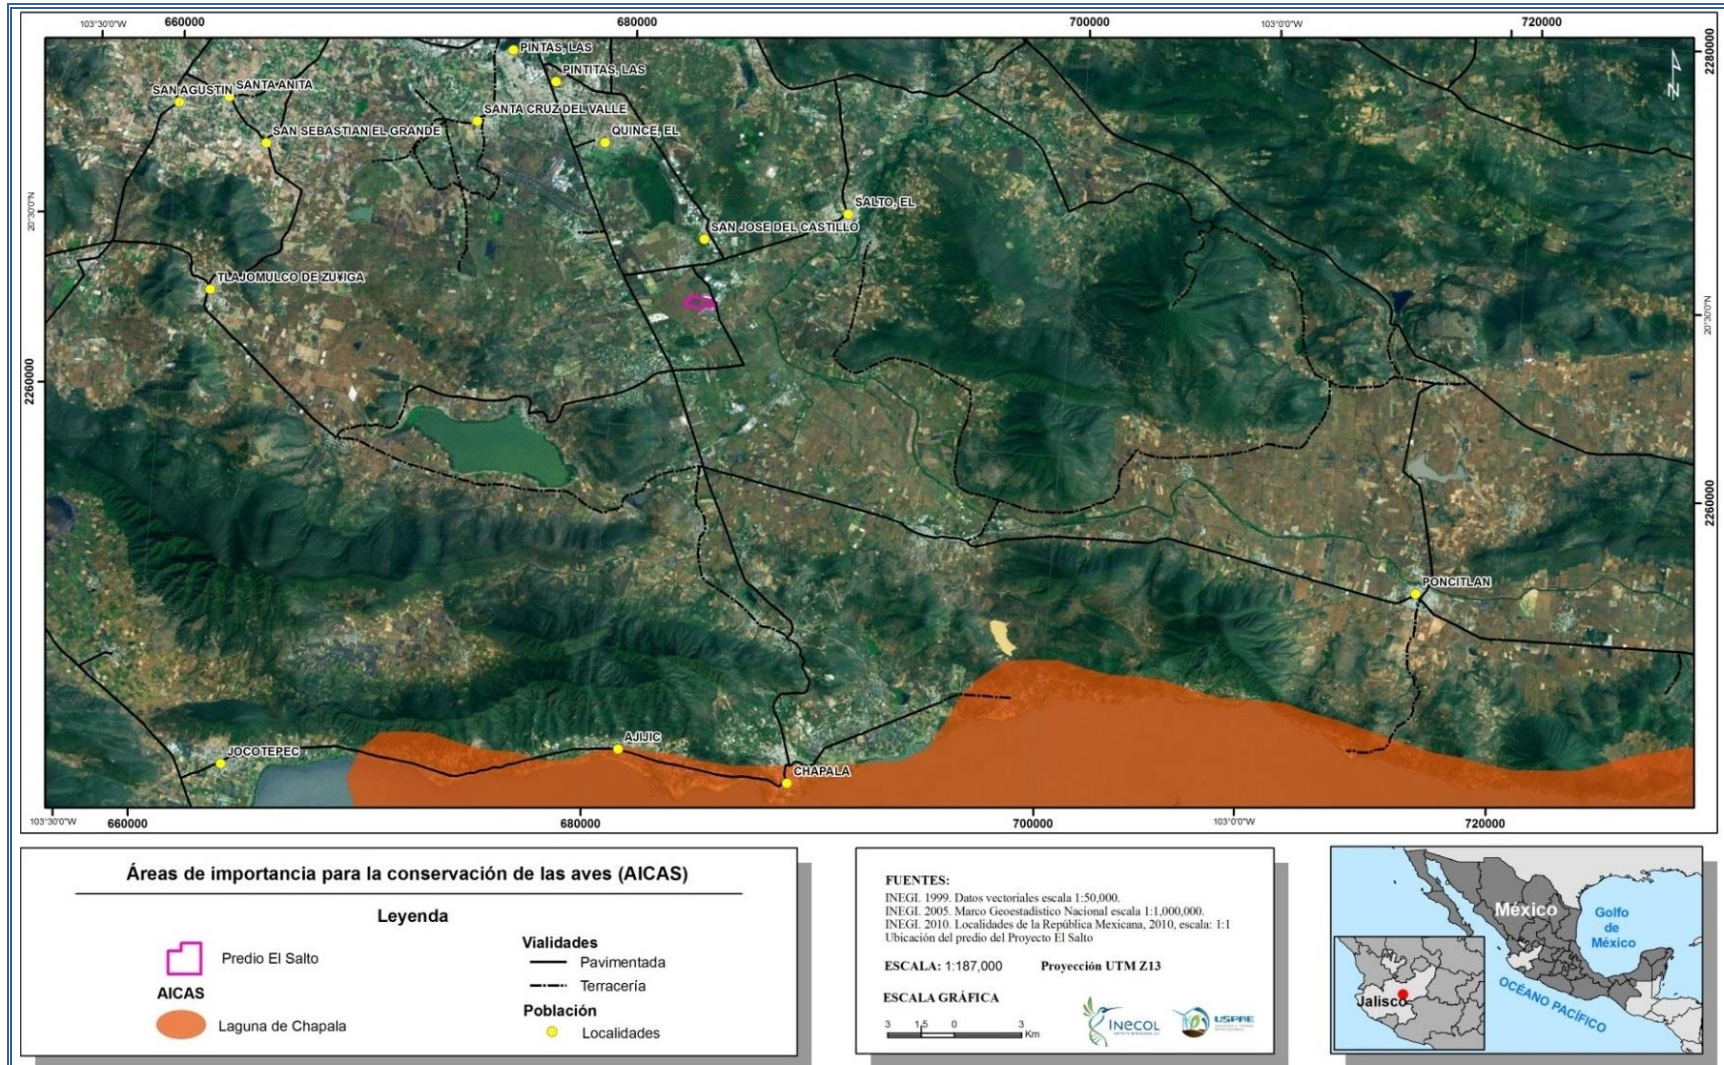 103°30'0"W
660000
680000
700000
103°0'0"W
720000
2280000
20°30'0"N
2260000
20°30'0"N
2260000
PINTAS, LAS
PINTITAS, LAS
SAN AGUSTIN
SANTA ANITA
SANTA CRUZ DEL VALLE
SAN SEBASTIAN EL GRANDE
QUINCE, EL
SALTO, EL
SAN JOSE DEL CASTILLO
TLAJOMULCO DE ZU¥IGA
PONCITLAN
AJIJIC
JOCOTEPEC
CHAPALA
N
103°30'0"W
660000
680000
700000
103°0'0"W
720000
Áreas de importancia para la conservación de las aves (AICAS)
Leyenda
Predio El Salto
AICAS
Laguna de Chapala
Vialidades
Pavimentada
Terracería
Población
Localidades
FUENTES:
INEGI. 1999. Datos vectoriales escala 1:50,000.
INEGI. 2005. Marco Geoestadístico Nacional escala 1:1,000,000.
INEGI. 2010. Localidades de la República Mexicana, 2010, escala: 1:1
Ubicación del predio del Proyecto El Salto
ESCALA: 1:187,000 Proyección UTM Z13
ESCALA GRÁFICA
3 1.5 0 3
Km
INECOL
USPAE
México
Golfo
de
México
OCÉANO PACÍFICO
Jalisco